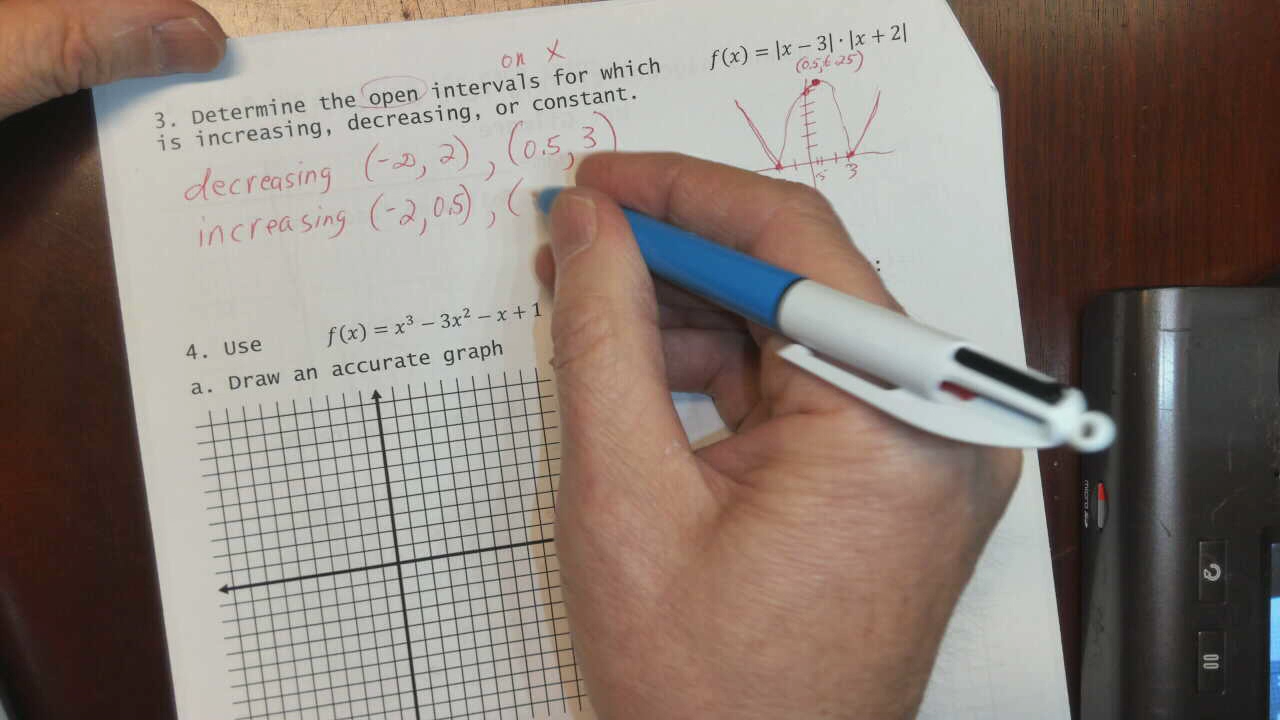 on x
3. Determine the open intervals for which f(x) = |x − 3| · |x + 2|
is increasing, decreasing, or constant.
(0.5, 6.25)
decreasing (-∞, 2), (0.5, 3)
increasing (-2, 0.5), (
.5 3
:
4. Use f(x) = x³ − 3x² − x + 1
a. Draw an accurate graph